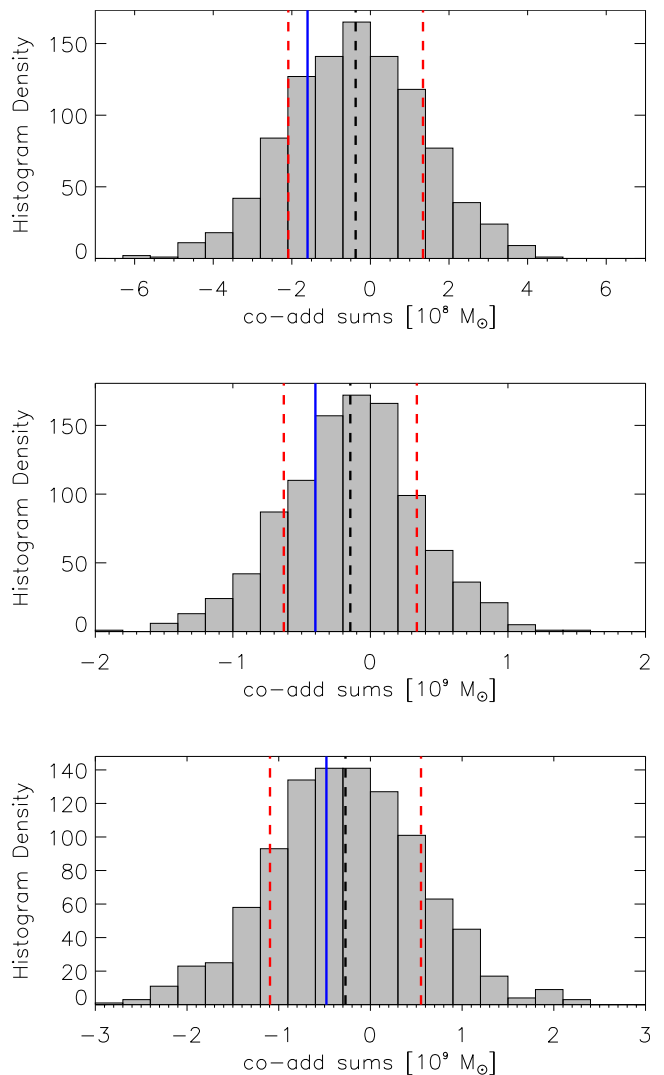 150
100
50
0
Histogram Density
-6 -4 -2 0 2 4 6
co-add sums [10⁸ M☉]
150
100
50
0
Histogram Density
-2 -1 0 1 2
co-add sums [10⁹ M☉]
140
120
100
80
60
40
20
0
Histogram Density
-3 -2 -1 0 1 2 3
co-add sums [10⁹ M☉]